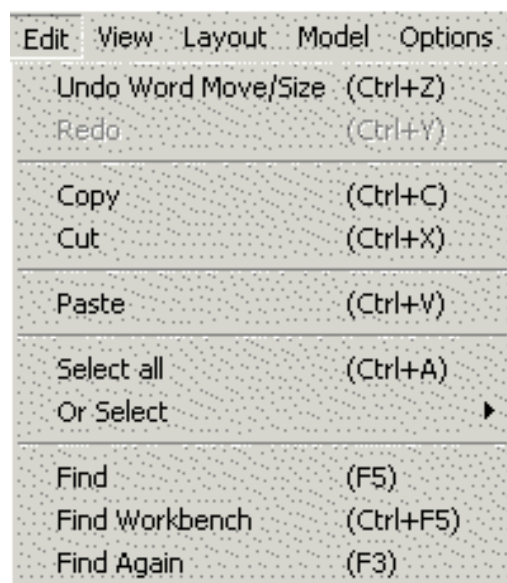 Edit View Layout Model Options
Undo Word Move/Size (Ctrl+Z)
Redo (Ctrl+Y)
Copy (Ctrl+C)
Cut (Ctrl+X)
Paste (Ctrl+V)
Select all (Ctrl+A)
Or Select
Find (F5)
Find Workbench (Ctrl+F5)
Find Again (F3)